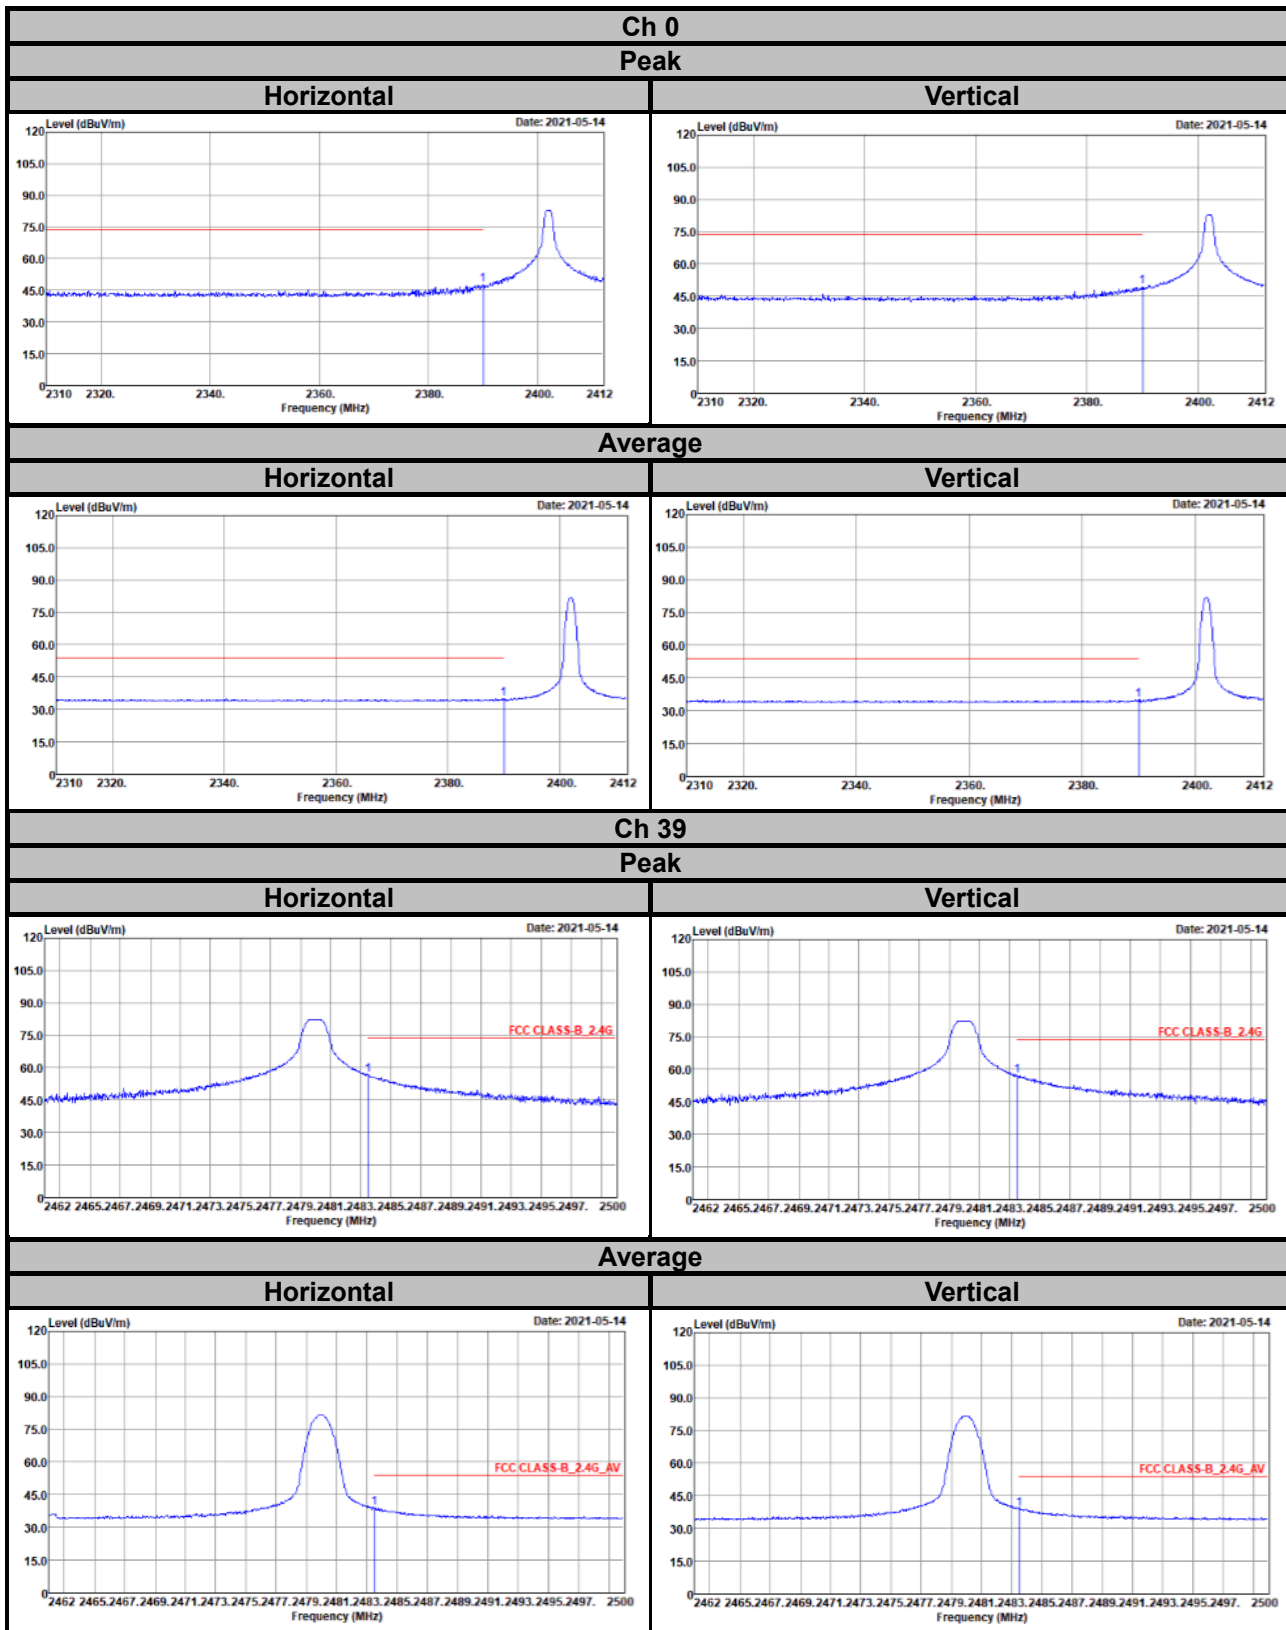 Ch 0
Peak
Horizontal Vertical
Level (dBuV/m) Date: 2021-05-14
120
105.0
90.0
75.0
60.0
45.0
30.0
15.0
0
1
2310 2320. 2340. 2360. 2380. 2400. 2412
Frequency (MHz)
Level (dBuV/m) Date: 2021-05-14
120
105.0
90.0
75.0
60.0
45.0
30.0
15.0
0
1
2310 2320. 2340. 2360. 2380. 2400. 2412
Frequency (MHz)
Average
Horizontal Vertical
Level (dBuV/m) Date: 2021-05-14
120
105.0
90.0
75.0
60.0
45.0
30.0
15.0
0
1
2310 2320. 2340. 2360. 2380. 2400. 2412
Frequency (MHz)
Level (dBuV/m) Date: 2021-05-14
120
105.0
90.0
75.0
60.0
45.0
30.0
15.0
0
1
2310 2320. 2340. 2360. 2380. 2400. 2412
Frequency (MHz)
Ch 39
Peak
Horizontal Vertical
Level (dBuV/m) Date: 2021-05-14
120
105.0
90.0
75.0
60.0
45.0
30.0
15.0
0
FCC CLASS-B_2.4G
1
2462 2465.2467.2469.2471.2473.2475.2477.2479.2481.2483.2485.2487.2489.2491.2493.2495.2497. 2500
Frequency (MHz)
Level (dBuV/m) Date: 2021-05-14
120
105.0
90.0
75.0
60.0
45.0
30.0
15.0
0
FCC CLASS-B_2.4G
1
2462 2465.2467.2469.2471.2473.2475.2477.2479.2481.2483.2485.2487.2489.2491.2493.2495.2497. 2500
Frequency (MHz)
Average
Horizontal Vertical
Level (dBuV/m) Date: 2021-05-14
120
105.0
90.0
75.0
60.0
45.0
30.0
15.0
0
FCC CLASS-B_2.4G_AV
1
2462 2465.2467.2469.2471.2473.2475.2477.2479.2481.2483.2485.2487.2489.2491.2493.2495.2497. 2500
Frequency (MHz)
Level (dBuV/m) Date: 2021-05-14
120
105.0
90.0
75.0
60.0
45.0
30.0
15.0
0
FCC CLASS-B_2.4G_AV
1
2462 2465.2467.2469.2471.2473.2475.2477.2479.2481.2483.2485.2487.2489.2491.2493.2495.2497. 2500
Frequency (MHz)